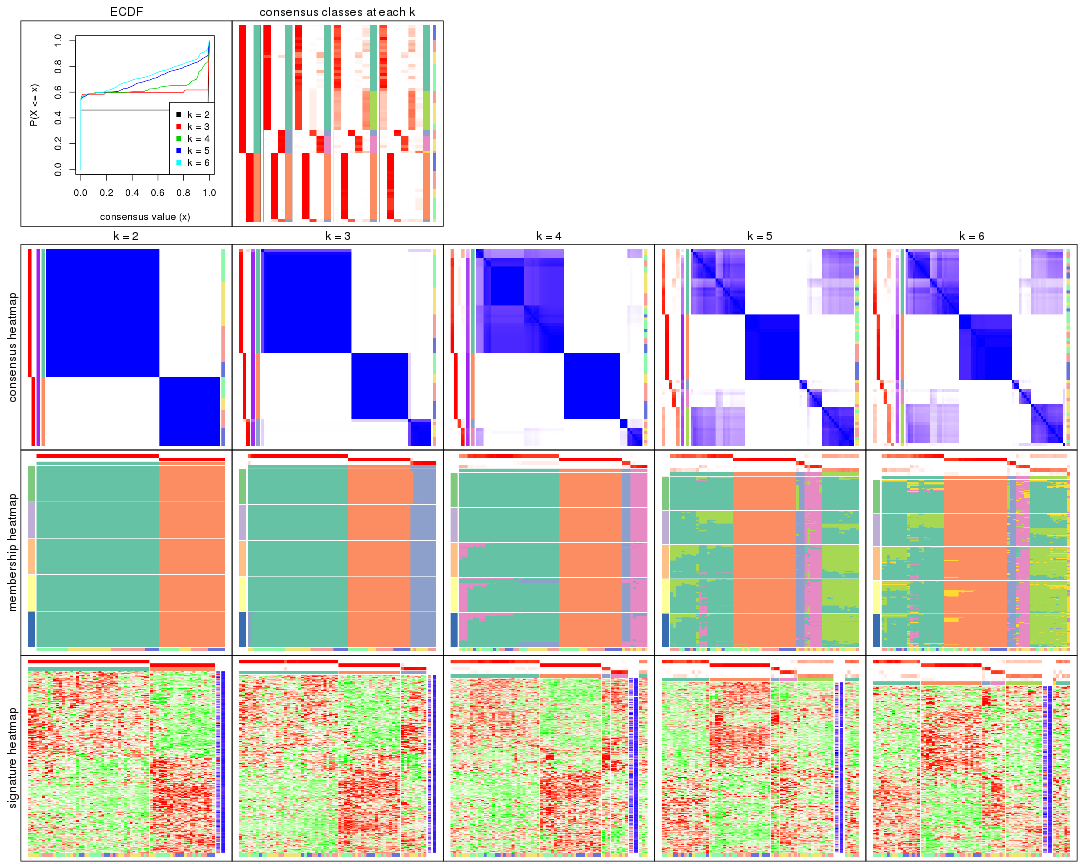 ECDF
consensus classes at each k
P(X <= x)
0.0 0.2 0.4 0.6 0.8 1.0
k = 2
k = 3
k = 4
k = 5
k = 6
0.0 0.2 0.4 0.6 0.8 1.0
consensus value (x)
k = 2
k = 3
k = 4
k = 5
k = 6
consensus heatmap
membership heatmap
signature heatmap